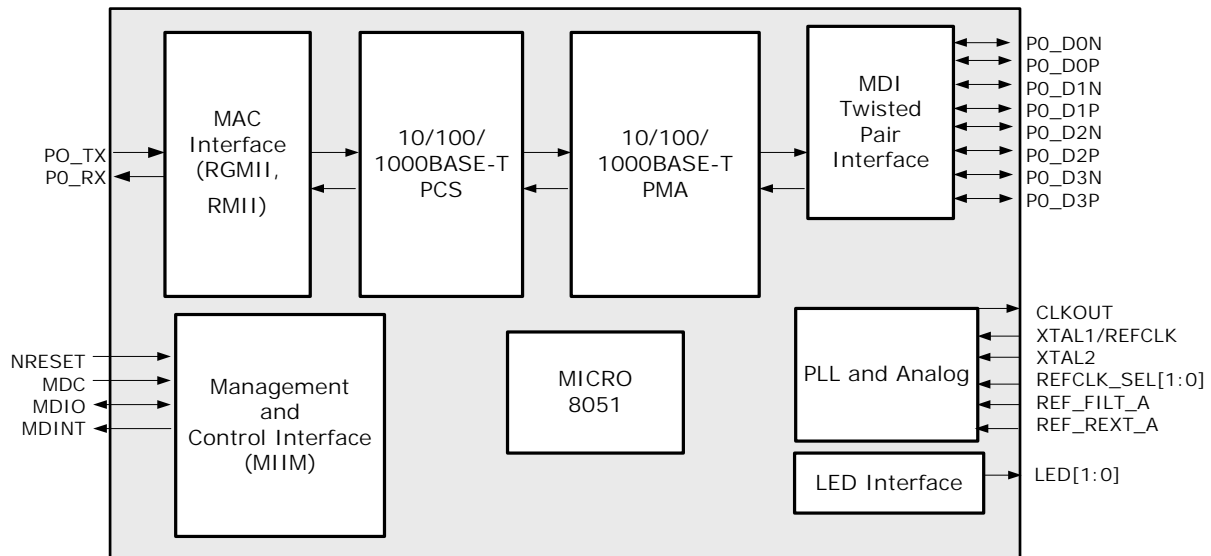 MAC
Interface
(RGMII,
RMII)
10/100/
1000BASE-T
PCS
10/100/
1000BASE-T
PMA
MDI
Twisted
Pair
Interface
PO_TX
P0_RX
P0_D0N
P0_D0P
P0_D1N
P0_D1P
P0_D2N
P0_D2P
P0_D3N
P0_D3P
NRESET
MDC
MDIO
MDINT
Management
and
Control Interface
(MIIM)
MICRO
8051
PLL and Analog
CLKOUT
XTAL1/REFCLK
XTAL2
REFCLK_SEL[1:0]
REF_FILT_A
REF_REXT_A
LED Interface
LED[1:0]